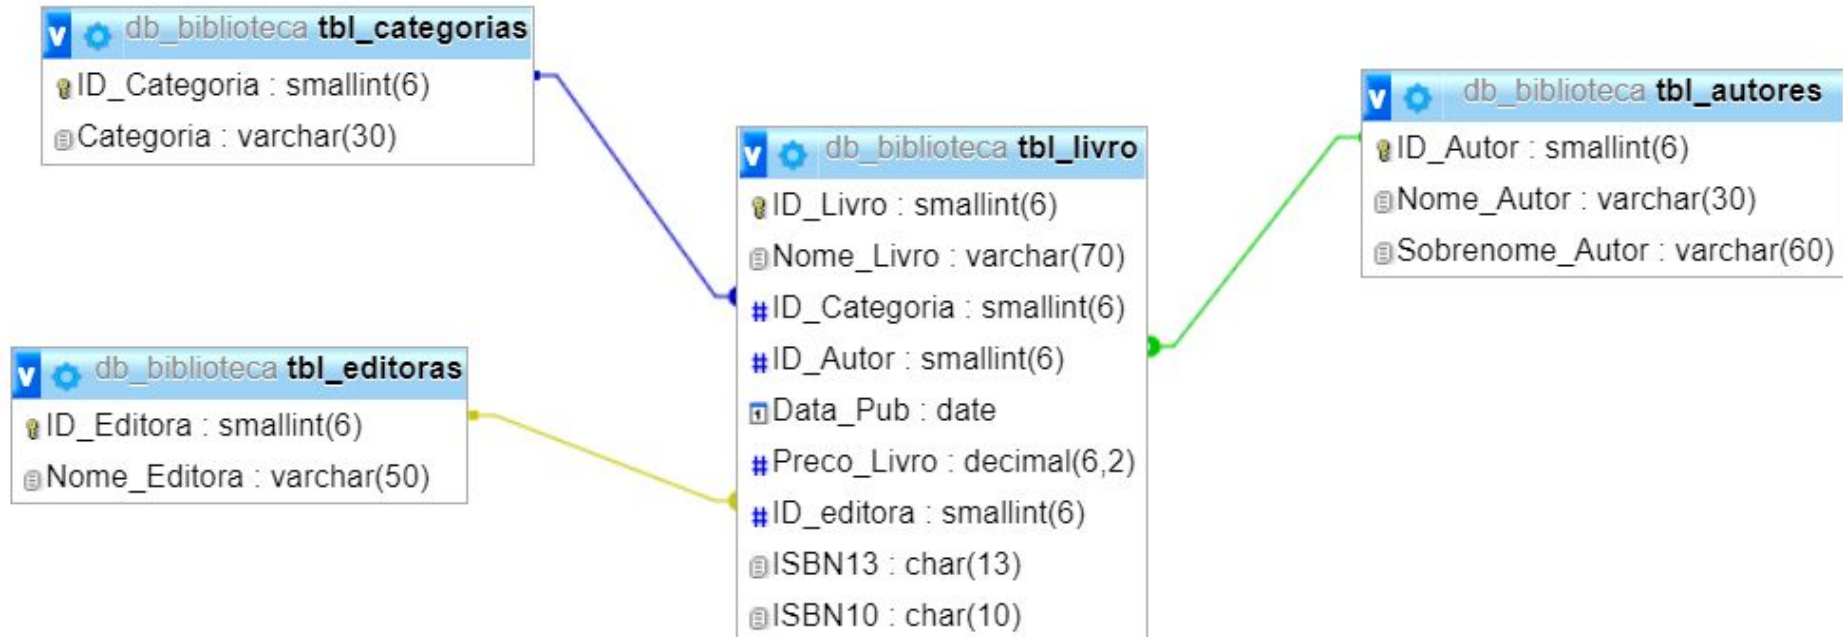 db_biblioteca tbl_categorias
ID_Categoria : smallint(6)
Categoria : varchar(30)
db_biblioteca tbl_editoras
ID_Editora : smallint(6)
Nome_Editora : varchar(50)
db_biblioteca tbl_livro
ID_Livro : smallint(6)
Nome_Livro : varchar(70)
#ID_Categoria : smallint(6)
#ID_Autor : smallint(6)
Data_Pub : date
#Preco_Livro : decimal(6,2)
#ID_editora : smallint(6)
ISBN13 : char(13)
ISBN10 : char(10)
db_biblioteca tbl_autores
ID_Autor : smallint(6)
Nome_Autor : varchar(30)
Sobrenome_Autor : varchar(60)